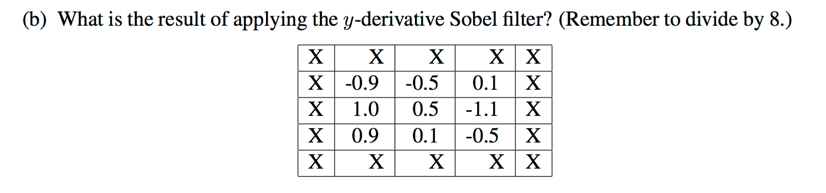 (b) What is the result of applying the y-derivative Sobel filter? (Remember to divide by 8.)
X X X X X
X -0.9 -0.5 0.1 X
X 1.0 0.5 -1.1 X
X 0.9 0.1 -0.5 X
X X X X X